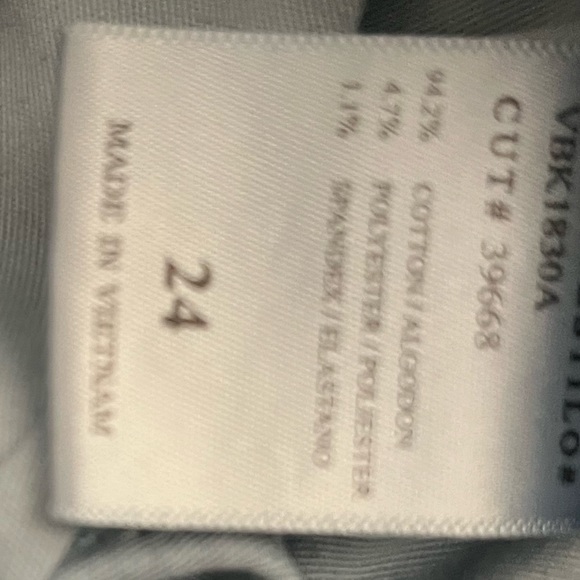 VBK1830A
CUT# 39668
94.2% COTTON / ALGODON
4.7% POLYESTER / POLIESTER
1.1% SPANDEX / ELASTANO
24
MADE IN VIETNAM